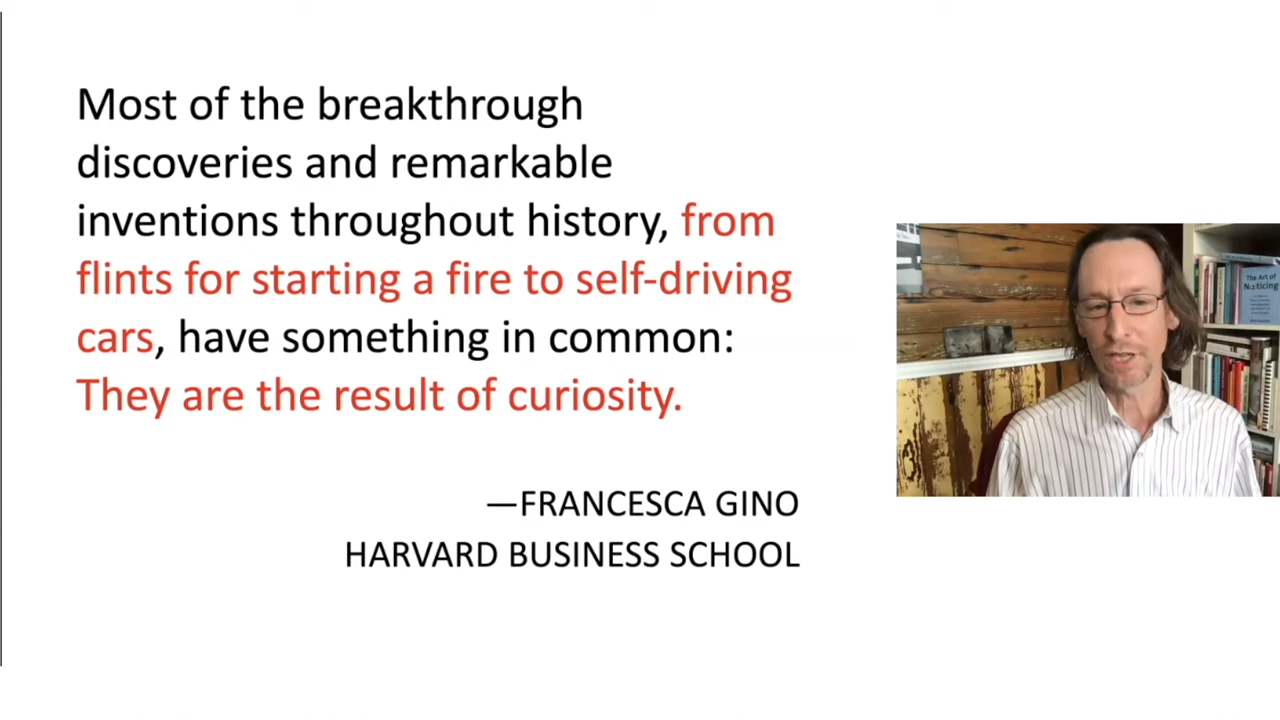 Most of the breakthrough
discoveries and remarkable
inventions throughout history, from
flints for starting a fire to self-driving
cars, have something in common:
They are the result of curiosity.
—FRANCESCA GINO
HARVARD BUSINESS SCHOOL
The Art of
Noticing